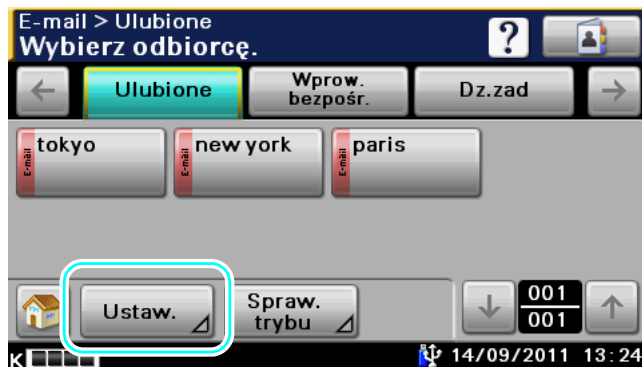 E-mail > Ulubione
Wybierz odbiorcę.
?
Ulubione
Wprow.
bezpośr.
Dz.zad
E-mail
tokyo
E-mail
new york
E-mail
paris
Ustaw.
Spraw.
trybu
001
001
K
14/09/2011 13:24